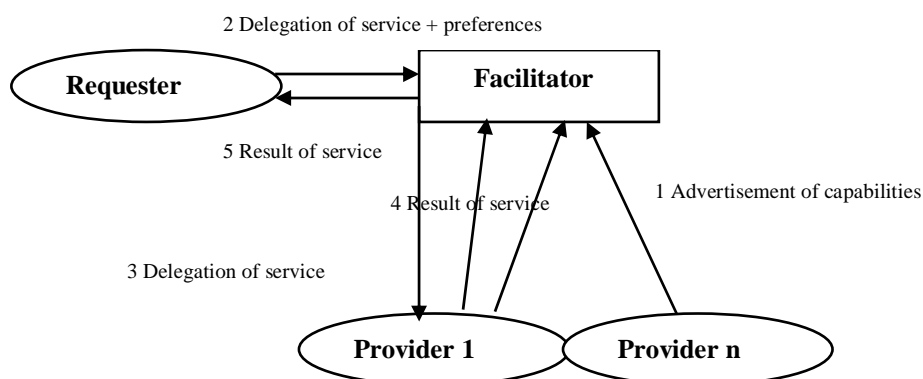 2 Delegation of service + preferences
Requester
Facilitator
5 Result of service
4 Result of service
1 Advertisement of capabilities
3 Delegation of service
Provider 1
Provider n